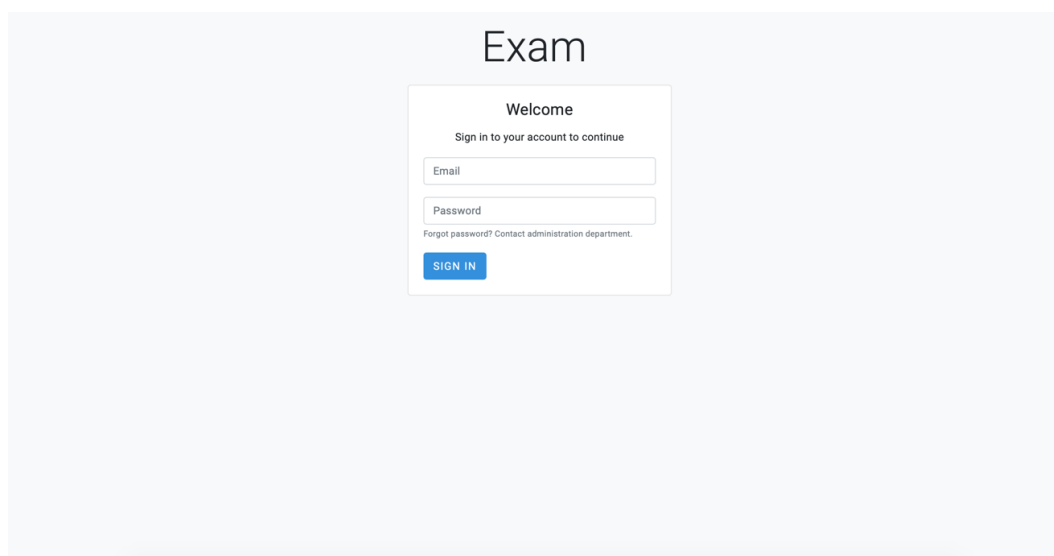 Exam
Welcome
Sign in to your account to continue
Email
Password
Forgot password? Contact administration department.
SIGN IN